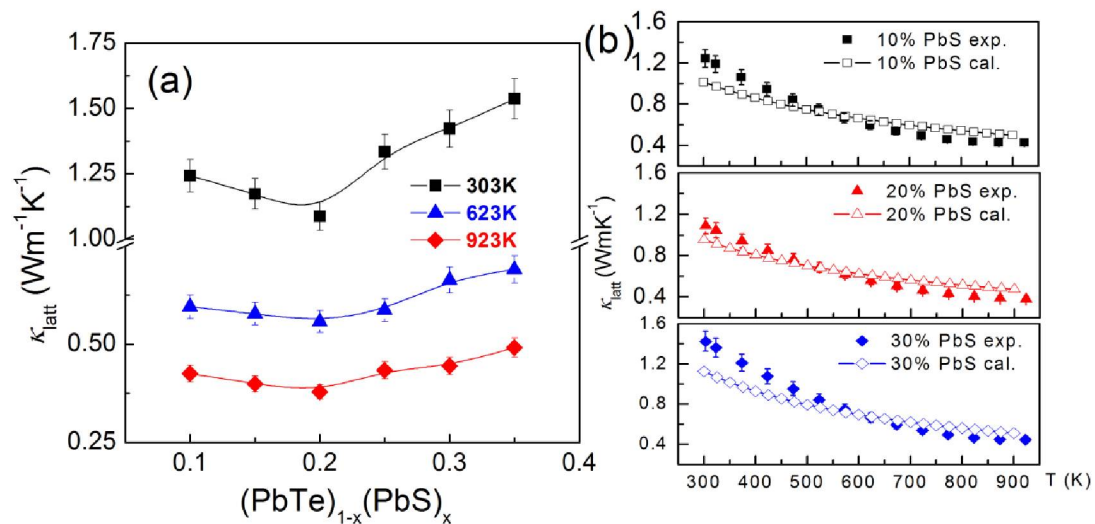 (a)
1.75
1.50
1.25
1.00
0.50
0.25
κlatt (Wm⁻¹K⁻¹)
303K
623K
923K
0.1 0.2 0.3 0.4
(PbTe)₁₋ₓ(PbS)ₓ
(b)
1.6
1.2
0.8
0.4
10% PbS exp.
10% PbS cal.
1.6
1.2
0.8
0.4
20% PbS exp.
20% PbS cal.
κlatt (WmK⁻¹)
1.6
1.2
0.8
0.4
30% PbS exp.
30% PbS cal.
300 400 500 600 700 800 900 T (K)